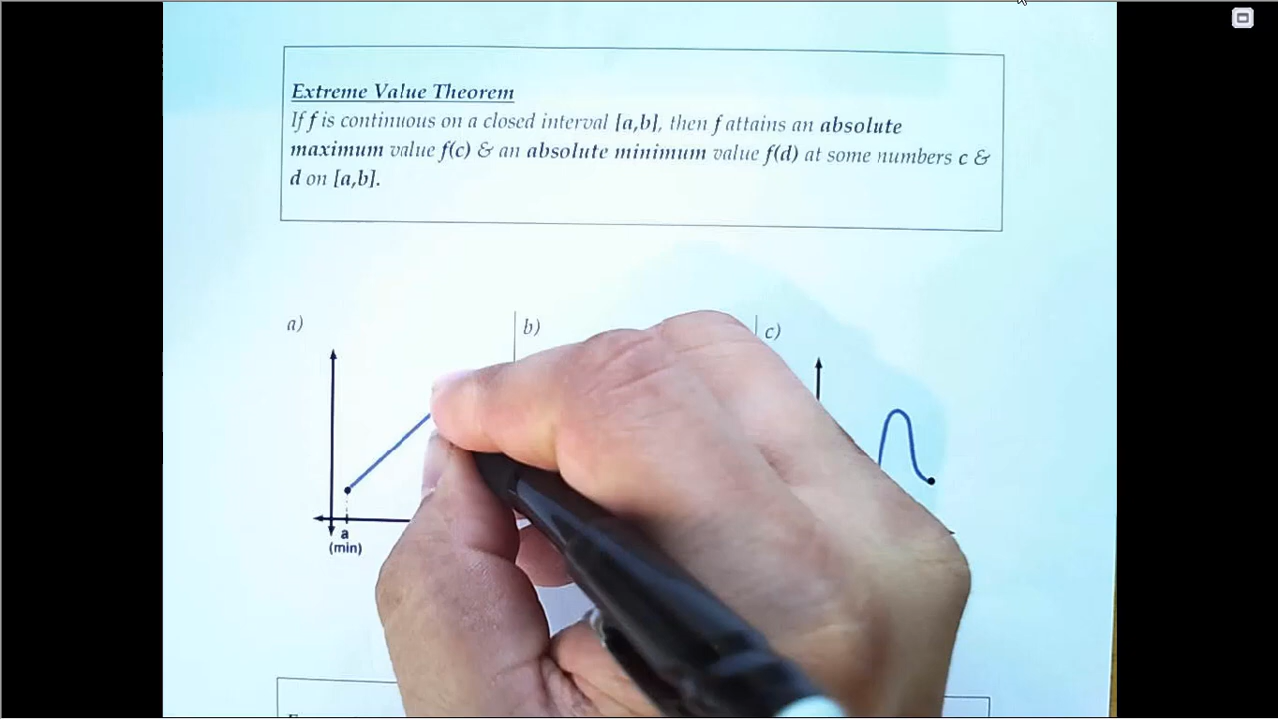 Extreme Value Theorem
If f is continuous on a closed interval [a,b], then f attains an absolute
maximum value f(c) & an absolute minimum value f(d) at some numbers c &
d on [a,b].
a)
b)
c)
a
(min)